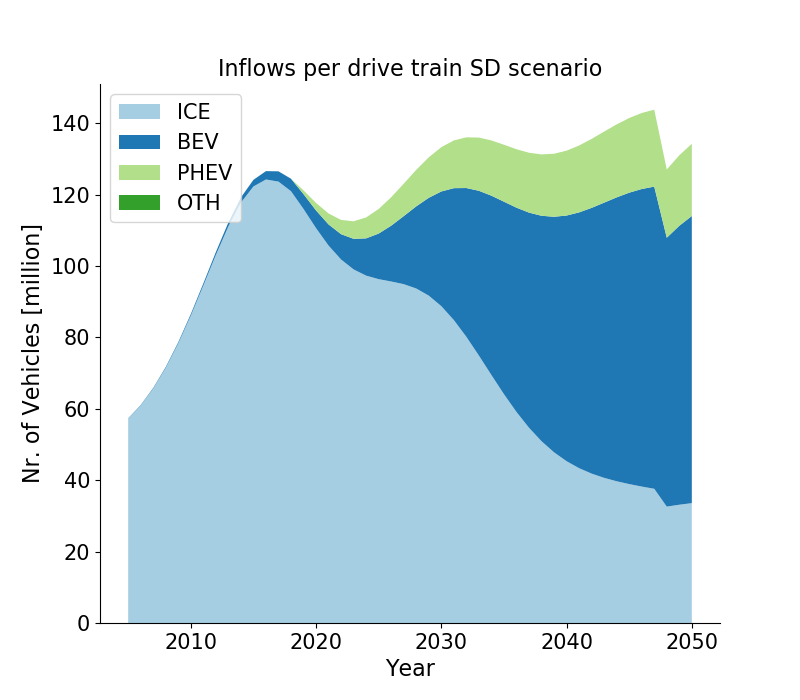 Inflows per drive train SD scenario
ICE
BEV
PHEV
OTH
Nr. of Vehicles [million]
140
120
100
80
60
40
20
0
2010 2020 2030 2040 2050
Year